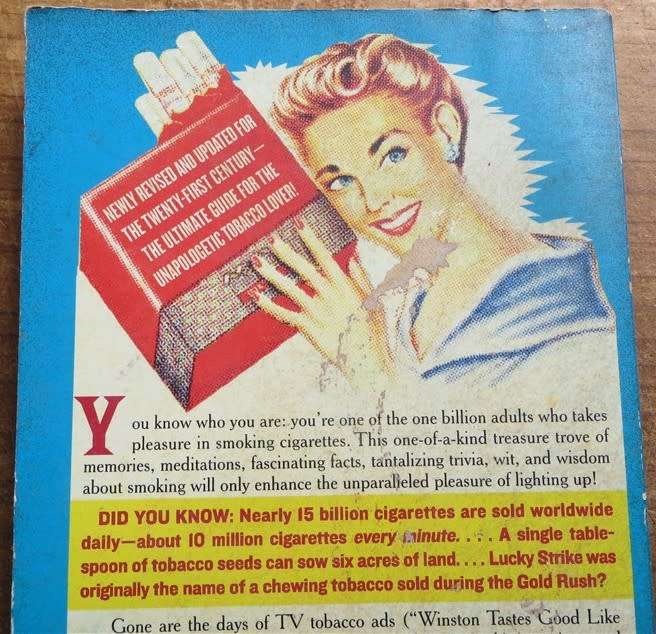 NEWLY REVISED AND UPDATED FOR
THE TWENTY-FIRST CENTURY—
THE ULTIMATE GUIDE FOR THE
UNAPOLOGETIC TOBACCO LOVER!
You know who you are: you're one of the one billion adults who takes
pleasure in smoking cigarettes. This one-of-a-kind treasure trove of
memories, meditations, fascinating facts, tantalizing trivia, wit, and wisdom
about smoking will only enhance the unparalleled pleasure of lighting up!
DID YOU KNOW: Nearly 15 billion cigarettes are sold worldwide
daily—about 10 million cigarettes every minute. . . . A single table-
spoon of tobacco seeds can sow six acres of land. . . . Lucky Strike was
originally the name of a chewing tobacco sold during the Gold Rush?
Gone are the days of TV tobacco ads ("Winston Tastes Good Like